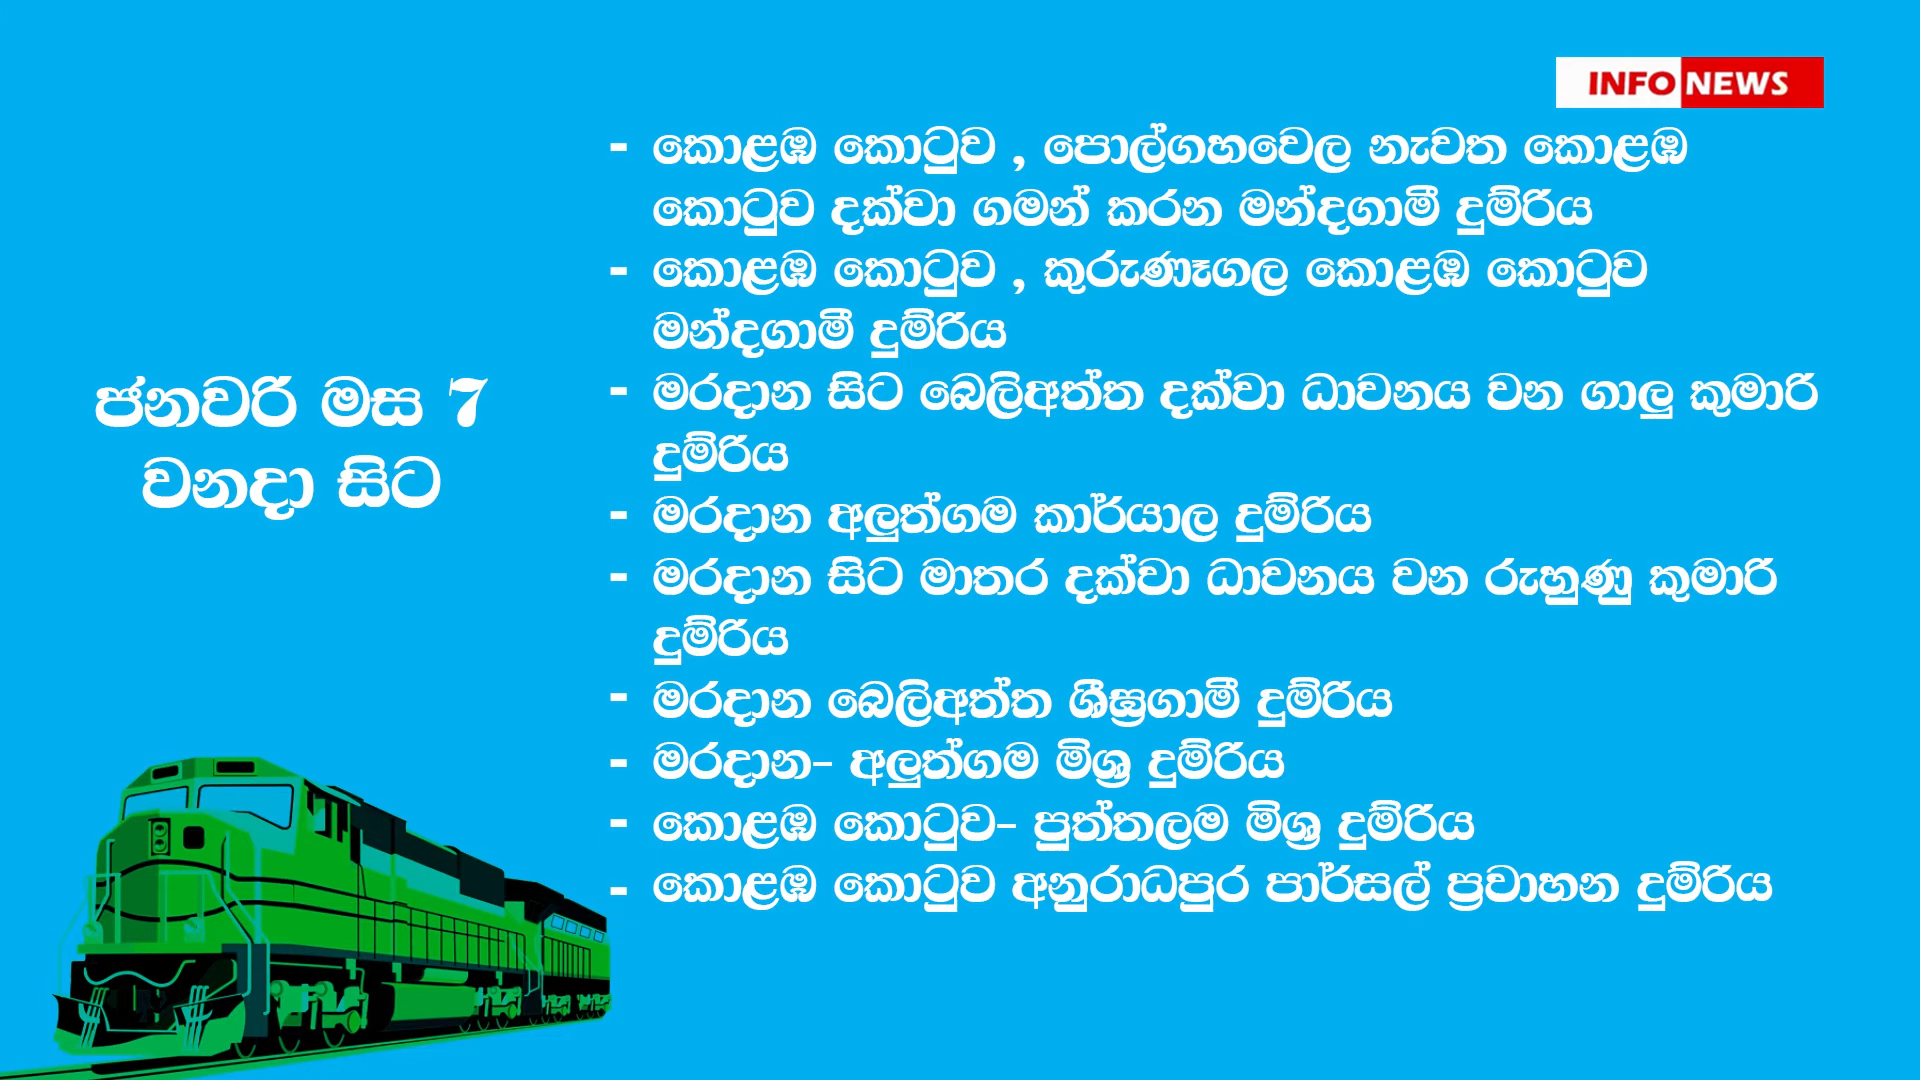 INFO NEWS
- කොළඹ කොටුව , පොල්ගහවෙල නැවත කොළඹ
කොටුව දක්වා ගමන් කරන මන්දගාමී දුම්රිය
- කොළඹ කොටුව , කුරුණෑගල කොළඹ කොටුව
මන්දගාමී දුම්රිය
- මරදාන සිට බෙලිඅත්ත දක්වා ධාවනය වන ගාලු කුමාරි
දුම්රිය
- මරදාන අලුත්ගම කාර්යාල දුම්රිය
- මරදාන සිට මාතර දක්වා ධාවනය වන රුහුණු කුමාරි
දුම්රිය
- මරදාන බෙලිඅත්ත ශීඝ්‍රගාමී දුම්රිය
- මරදාන- අලුත්ගම මිශ්‍ර දුම්රිය
- කොළඹ කොටුව- පුත්තලම මිශ්‍ර දුම්රිය
- කොළඹ කොටුව අනුරාධපුර පාර්සල් ප්‍රවාහන දුම්රිය
ජනවරි මස 7
වනදා සිට